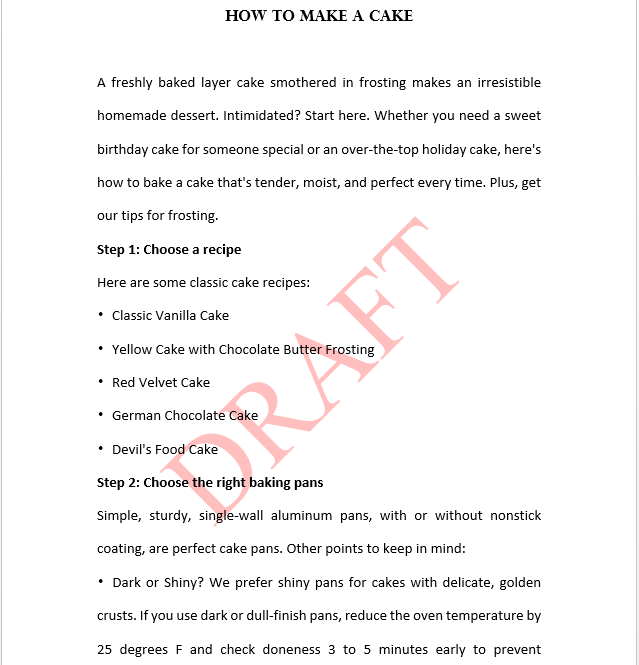 HOW TO MAKE A CAKE
A freshly baked layer cake smothered in frosting makes an irresistible
homemade dessert. Intimidated? Start here. Whether you need a sweet
birthday cake for someone special or an over-the-top holiday cake, here's
how to bake a cake that's tender, moist, and perfect every time. Plus, get
our tips for frosting.
Step 1: Choose a recipe
Here are some classic cake recipes:
• Classic Vanilla Cake
• Yellow Cake with Chocolate Butter Frosting
• Red Velvet Cake
• German Chocolate Cake
• Devil's Food Cake
Step 2: Choose the right baking pans
Simple, sturdy, single-wall aluminum pans, with or without nonstick
coating, are perfect cake pans. Other points to keep in mind:
• Dark or Shiny? We prefer shiny pans for cakes with delicate, golden
crusts. If you use dark or dull-finish pans, reduce the oven temperature by
25 degrees F and check doneness 3 to 5 minutes early to prevent
DRAFT